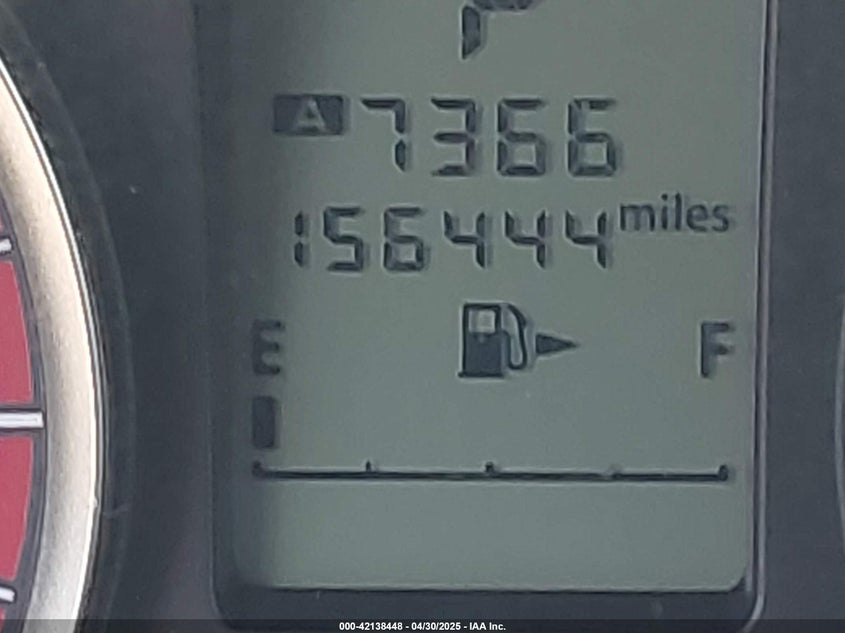 P
A 7366
156444 miles
E F
000-42138448 - 04/30/2025 - IAA Inc.